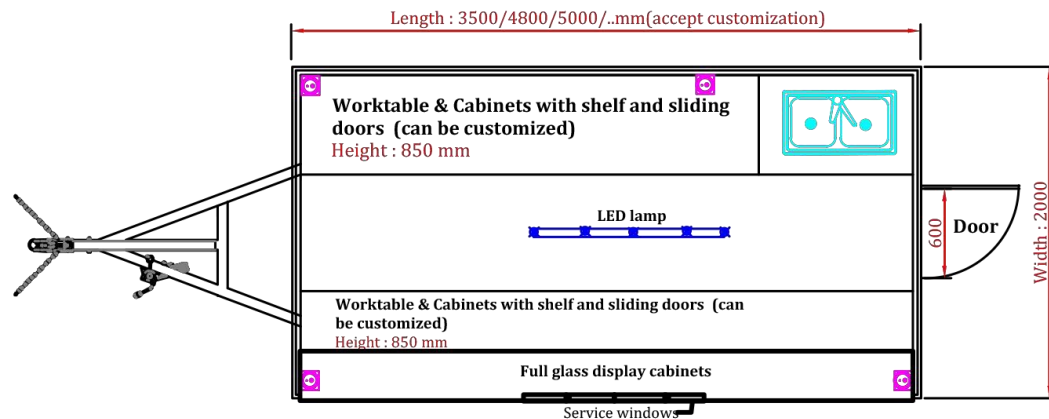 Length : 3500/4800/5000/..mm(accept customization)
Worktable & Cabinets with shelf and sliding
doors (can be customized)
Height : 850 mm
LED lamp
Door
600
Width : 2000
Worktable & Cabinets with shelf and sliding doors (can
be customized)
Height : 850 mm
Full glass display cabinets
Service windows